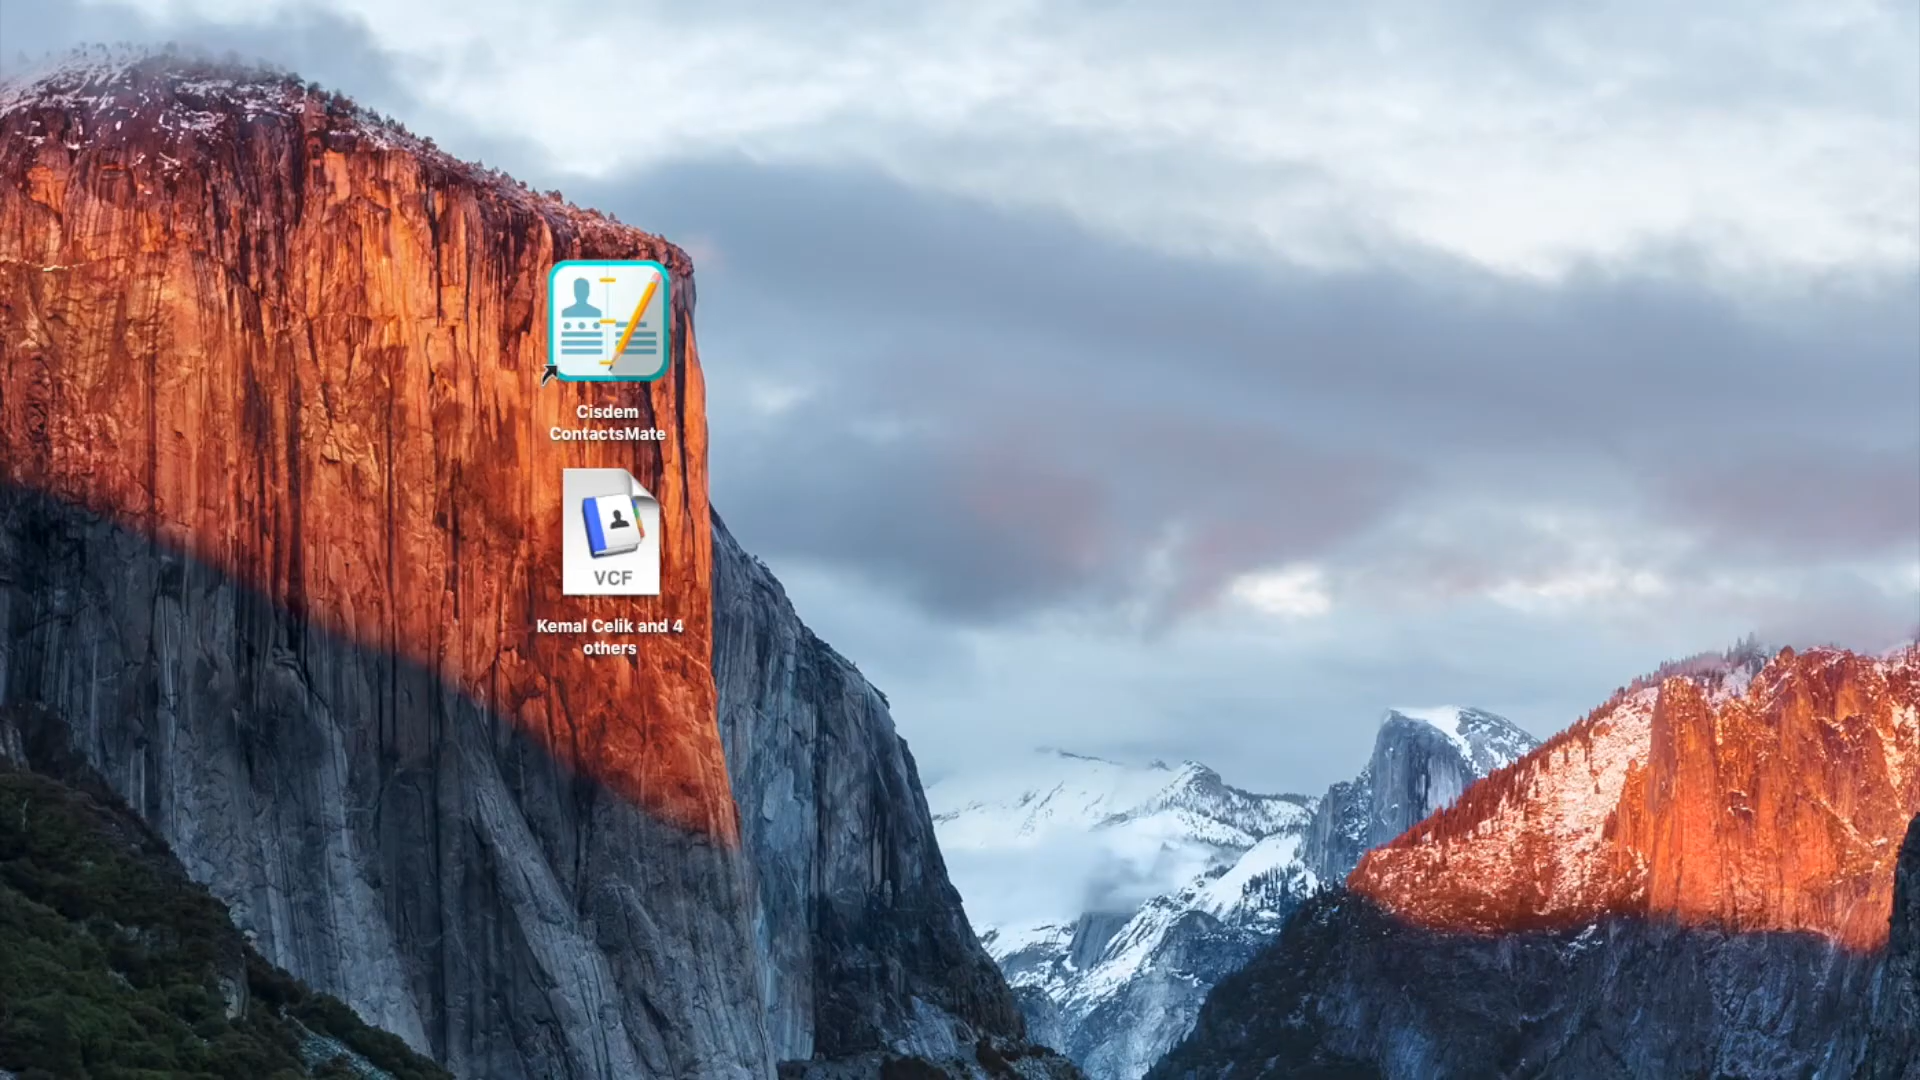 Cisdem
ContactsMate
VCF
Kemal Celik and 4
others